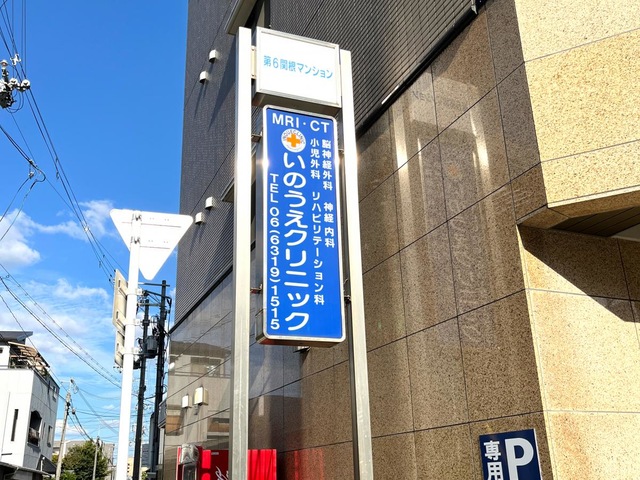 第6関根マンション
MRI・CT
脳神経外科 神経内科
小児外科 リハビリテーション科
いのうえクリニック
TEL 06(6319)1515
専用
P